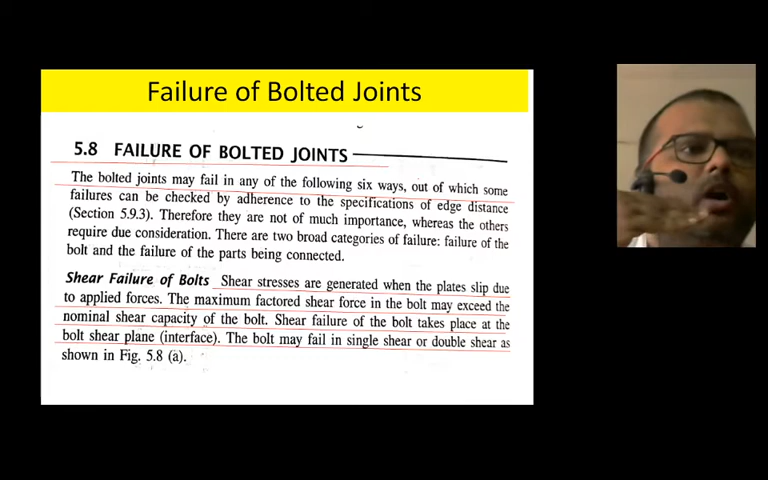 Failure of Bolted Joints
5.8 FAILURE OF BOLTED JOINTS
The bolted joints may fail in any of the following six ways, out of which some
failures can be checked by adherence to the specifications of edge distance
(Section 5.9.3). Therefore they are not of much importance, whereas the others
require due consideration. There are two broad categories of failure: failure of the
bolt and the failure of the parts being connected.
Shear Failure of Bolts Shear stresses are generated when the plates slip due
to applied forces. The maximum factored shear force in the bolt may exceed the
nominal shear capacity of the bolt. Shear failure of the bolt takes place at the
bolt shear plane (interface). The bolt may fail in single shear or double shear as
shown in Fig. 5.8 (a).